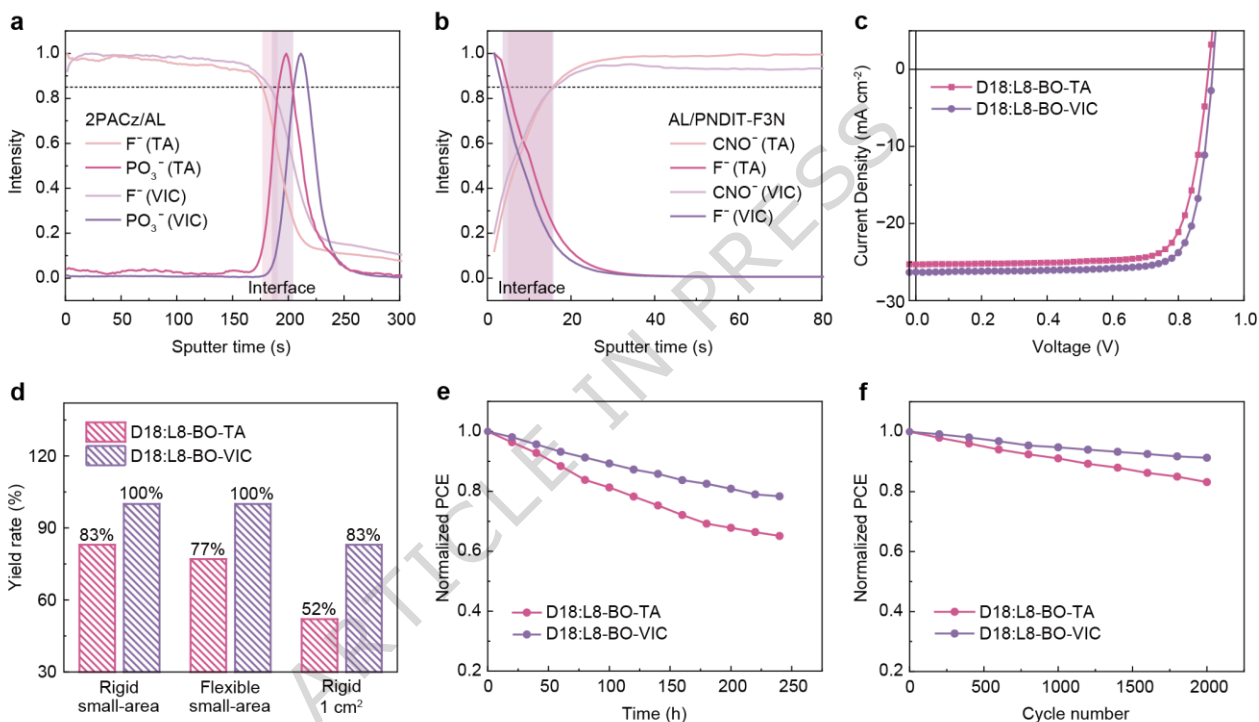 a
1.0
0.8
0.6
0.4
0.2
0.0
Intensity
2PACz/AL
F⁻ (TA)
PO₃⁻ (TA)
F⁻ (VIC)
PO₃⁻ (VIC)
Interface
0 50 100 150 200 250 300
Sputter time (s)
b
1.0
0.8
0.6
0.4
0.2
0.0
Intensity
AL/PNDIT-F3N
CNO⁻ (TA)
F⁻ (TA)
CNO⁻ (VIC)
F⁻ (VIC)
Interface
0 20 40 60 80
Sputter time (s)
c
0
−10
−20
−30
Current Density (mA cm⁻²)
D18:L8-BO-TA
D18:L8-BO-VIC
0.0 0.2 0.4 0.6 0.8 1.0
Voltage (V)
d
120
90
60
30
Yield rate (%)
D18:L8-BO-TA
D18:L8-BO-VIC
83%
100%
77%
100%
52%
83%
Rigid
small-area
Flexible
small-area
Rigid
1 cm²
e
1.0
0.8
0.6
0.4
0.2
Normalized PCE
D18:L8-BO-TA
D18:L8-BO-VIC
0 50 100 150 200 250
Time (h)
f
1.0
0.8
0.6
0.4
0.2
Normalized PCE
D18:L8-BO-TA
D18:L8-BO-VIC
0 500 1000 1500 2000
Cycle number
ARTICLE IN PRESS